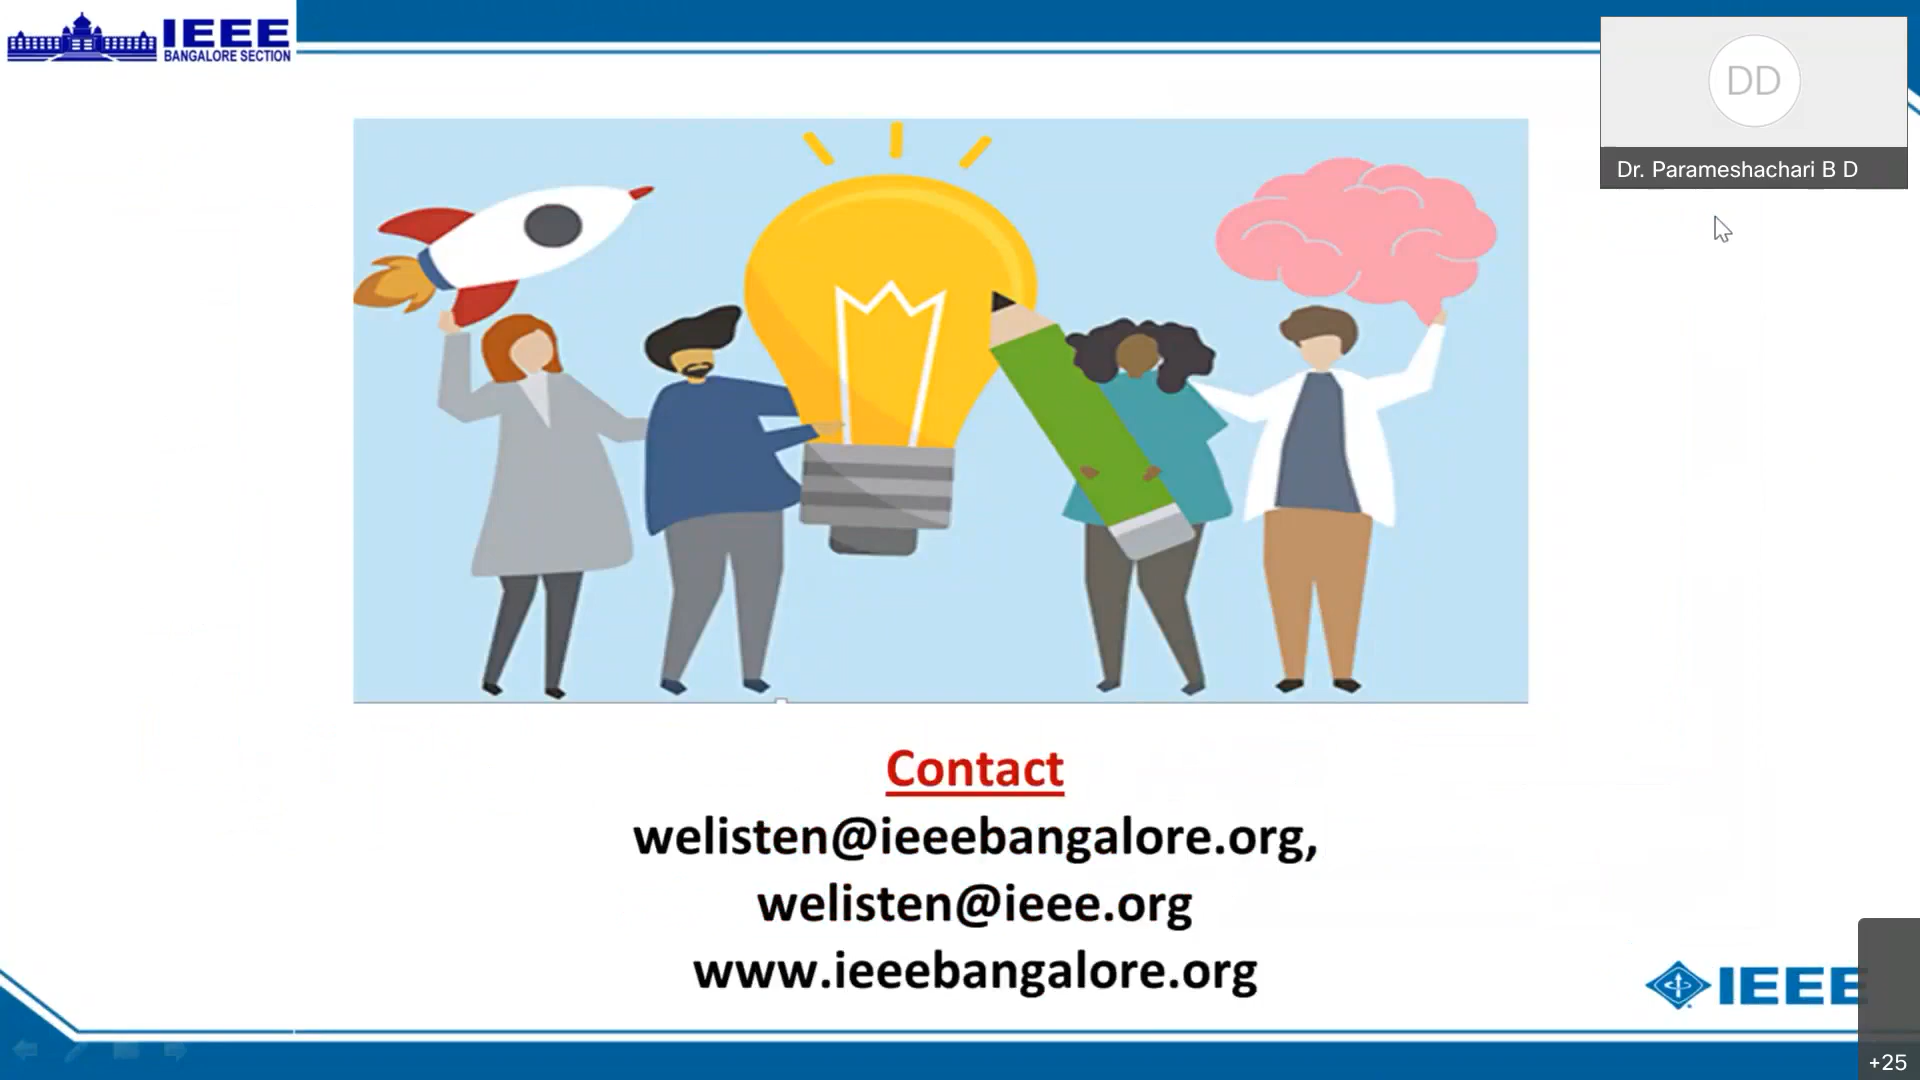 IEEE
BANGALORE SECTION
DD
Dr. Parameshachari B D
Contact
welisten@ieeebangalore.org,
welisten@ieee.org
www.ieeebangalore.org
IEEE
+25